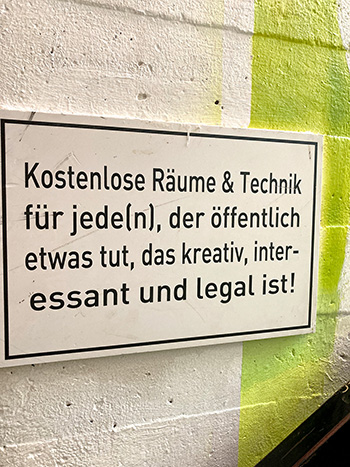 Kostenlose Räume & Technik
für jede(n), der öffentlich
etwas tut, das kreativ, inter-
essant und legal ist!